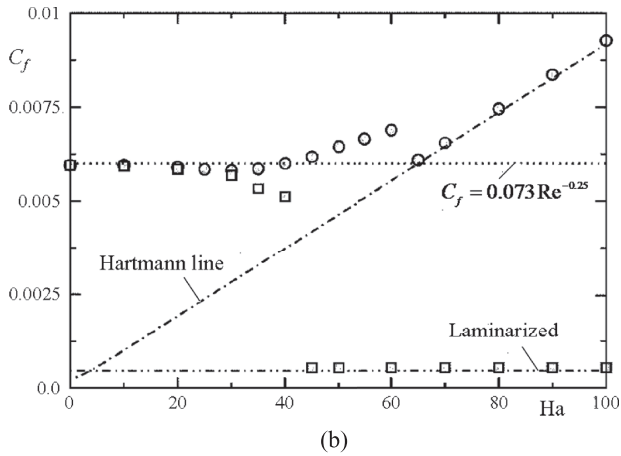 0.01
C_f
0.0075
0.005
C_f = 0.073 Re^−0.25
Hartmann line
0.0025
Laminarized
0.0
0 20 40 60 80 Ha 100
(b)